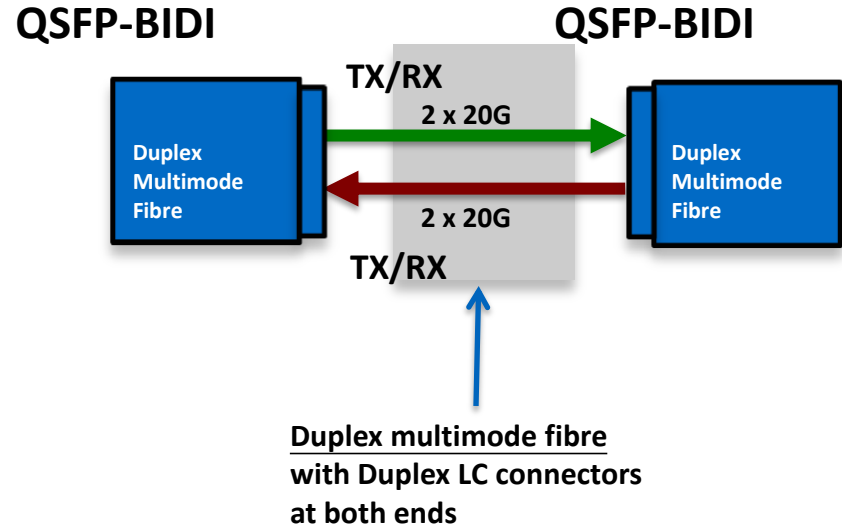 QSFP-BIDI
QSFP-BIDI
TX/RX
2 x 20G
Duplex
Multimode
Fibre
Duplex
Multimode
Fibre
2 x 20G
TX/RX
Duplex multimode fibre
with Duplex LC connectors
at both ends